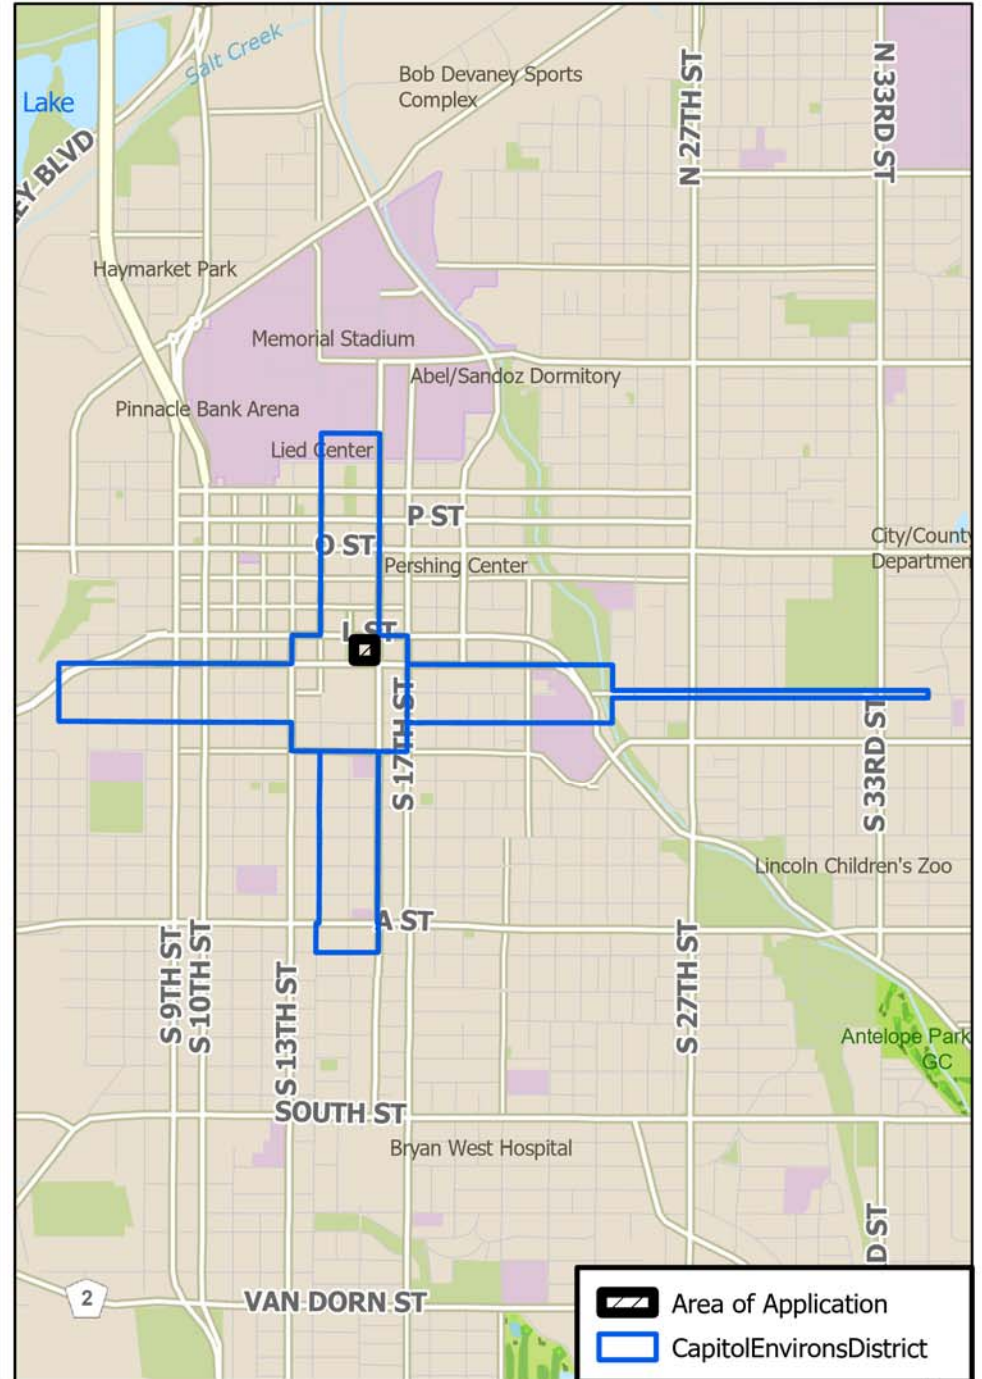 Salt Creek
Bob Devaney Sports
Complex
Lake
N 27TH ST
N 33RD ST
EY BLVD
Haymarket Park
Memorial Stadium
Abel/Sandoz Dormitory
Pinnacle Bank Arena
Lied Center
P ST
O ST
City/County
Departmen
Pershing Center
L ST
S 17TH ST
S 33RD ST
Lincoln Children's Zoo
A ST
S 9TH ST
S 10TH ST
S 13TH ST
S 27TH ST
Antelope Park
GC
SOUTH ST
Bryan West Hospital
D ST
2
VAN DORN ST
Area of Application
CapitolEnvironsDistrict